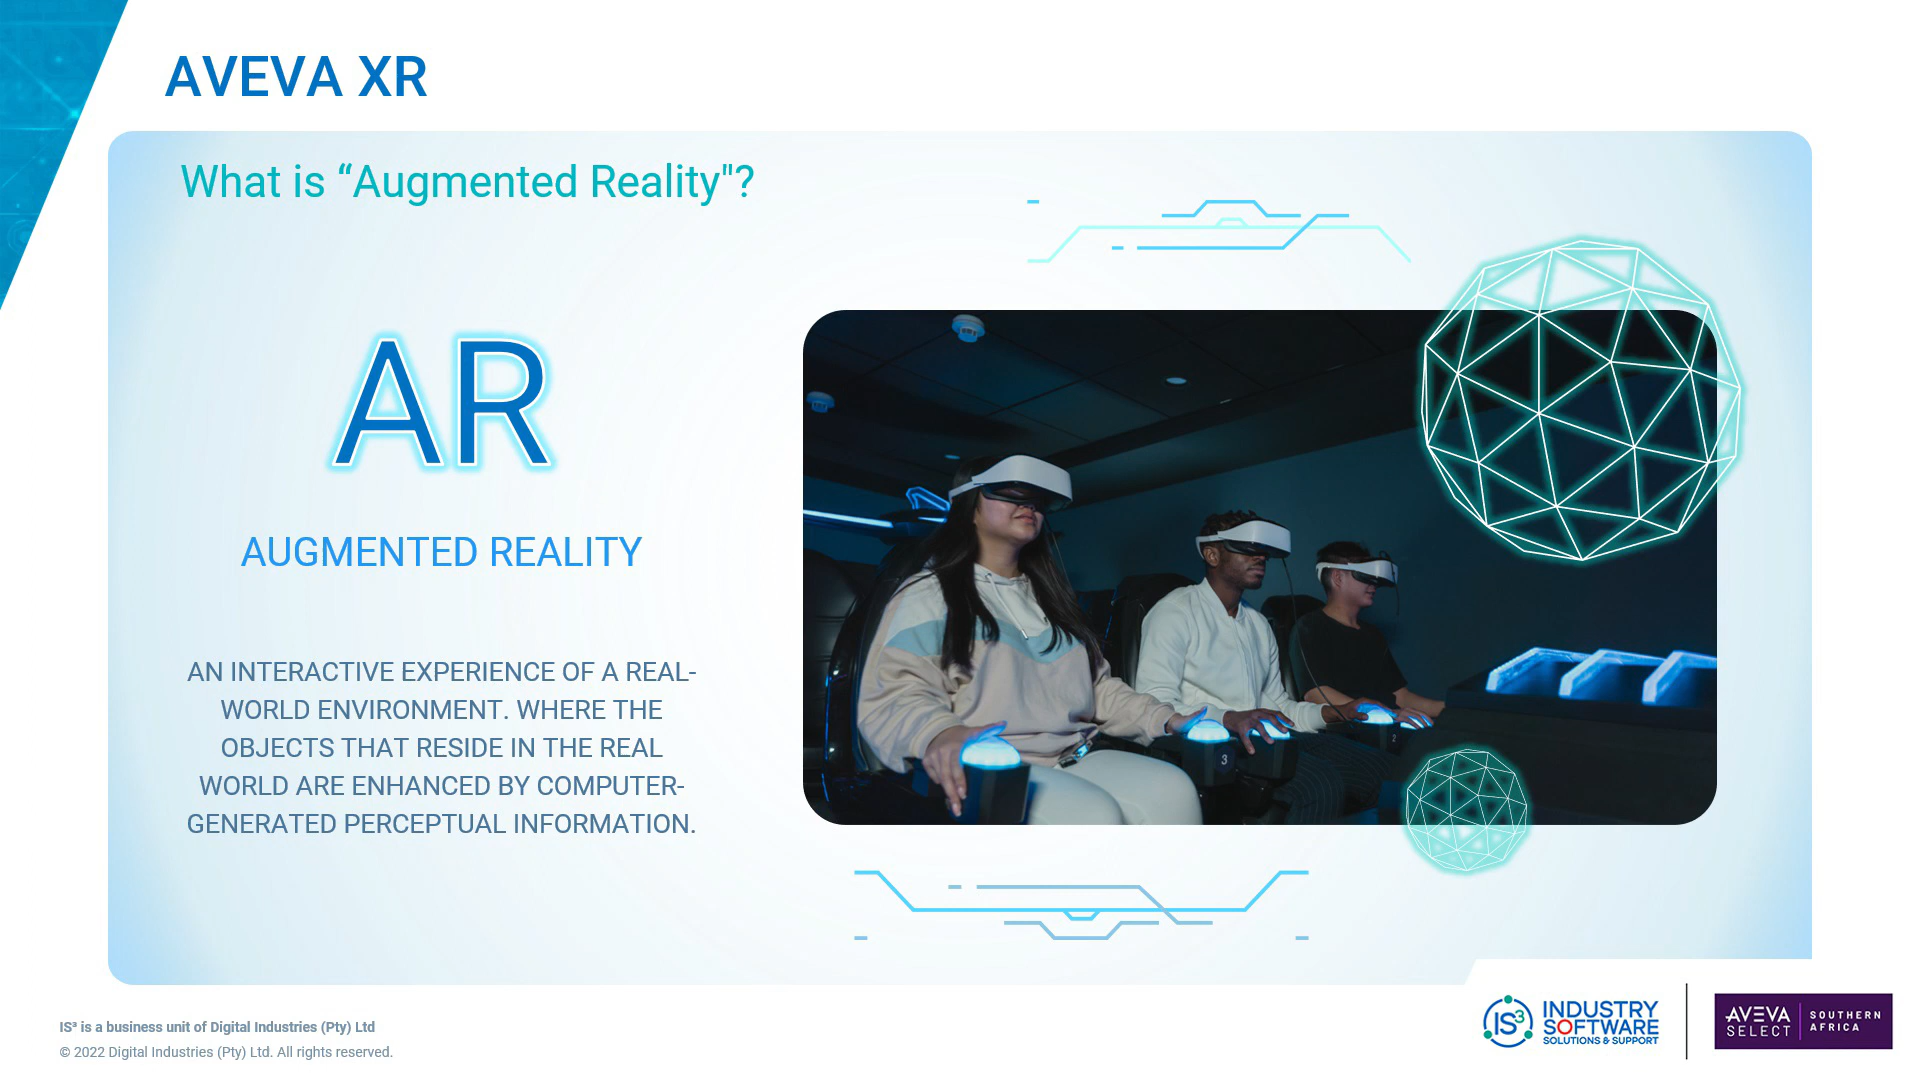 AVEVA XR
What is “Augmented Reality"?
AR
AUGMENTED REALITY
AN INTERACTIVE EXPERIENCE OF A REAL-
WORLD ENVIRONMENT. WHERE THE
OBJECTS THAT RESIDE IN THE REAL
WORLD ARE ENHANCED BY COMPUTER-
GENERATED PERCEPTUAL INFORMATION.
3
2
IS³ is a business unit of Digital Industries (Pty) Ltd
© 2022 Digital Industries (Pty) Ltd. All rights reserved.
IS3
INDUSTRY
SOFTWARE
SOLUTIONS & SUPPORT
AVEVA
SELECT
SOUTHERN
AFRICA